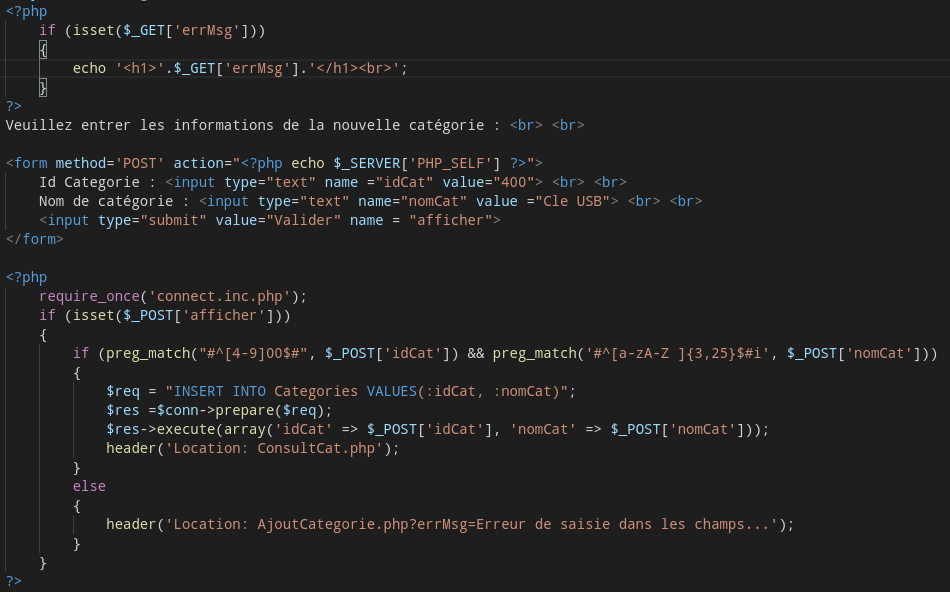 <?php
    if (isset($_GET['errMsg']))
    {
        echo '<h1>'.$_GET['errMsg'].'</h1><br>';
    }
?>
Veuillez entrer les informations de la nouvelle catégorie : <br> <br>

<form method='POST' action="<?php echo $_SERVER['PHP_SELF'] ?>">
    Id Categorie : <input type="text" name ="idCat" value="400"> <br> <br>
    Nom de catégorie : <input type="text" name="nomCat" value ="Cle USB"> <br> <br>
    <input type="submit" value="Valider" name = "afficher">
</form>

<?php
    require_once('connect.inc.php');
    if (isset($_POST['afficher']))
    {
        if (preg_match("#^[4-9]00$#", $_POST['idCat']) && preg_match('#^[a-zA-Z ]{3,25}$#i', $_POST['nomCat']))
        {
            $req = "INSERT INTO Categories VALUES(:idCat, :nomCat)";
            $res =$conn->prepare($req);
            $res->execute(array('idCat' => $_POST['idCat'], 'nomCat' => $_POST['nomCat']));
            header('Location: ConsultCat.php');
        }
        else
        {
            header('Location: AjoutCategorie.php?errMsg=Erreur de saisie dans les champs...');
        }
    }
?>